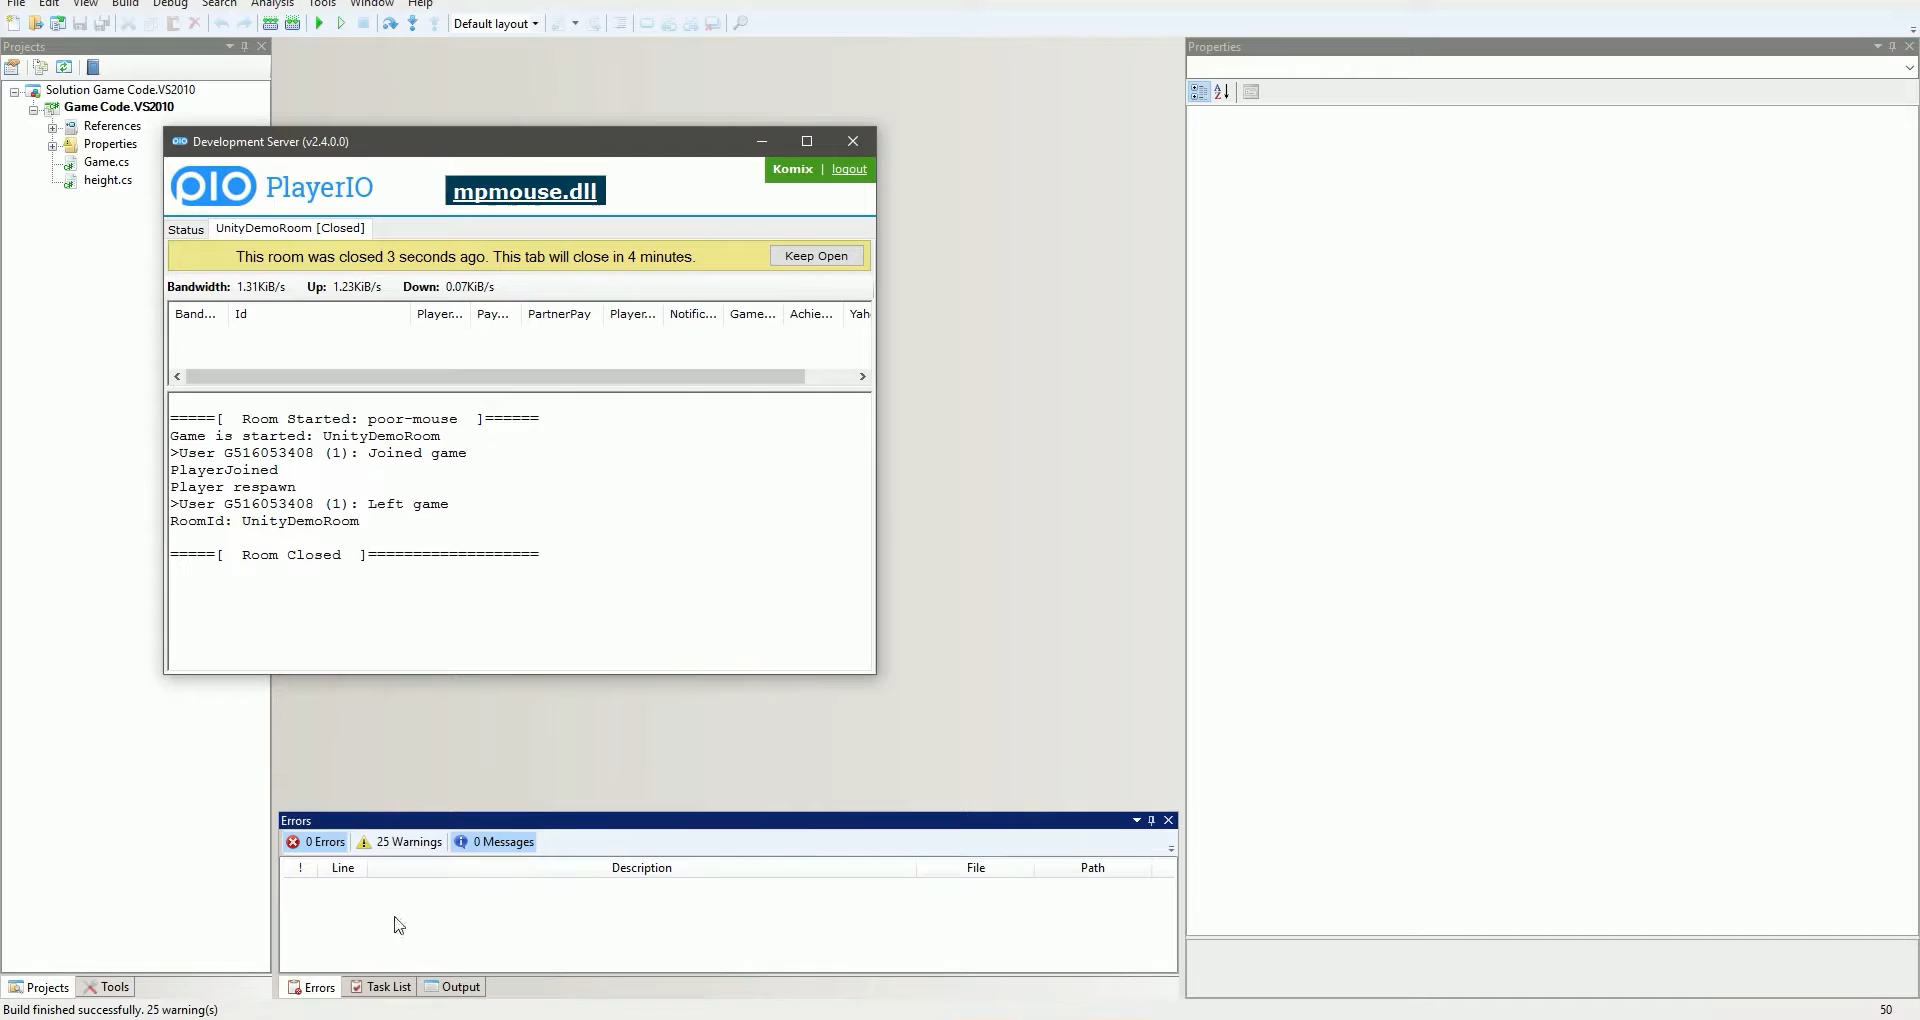 File Edit View Build Debug Search Analysis Tools Window Help
Default layout
Projects
Properties
Solution Game Code.VS2010
Game Code.VS2010
References
Properties
Game.cs
height.cs
Development Server (v2.4.0.0)
Komix | logout
pio PlayerIO
mpmouse.dll
Status
UnityDemoRoom [Closed]
This room was closed 3 seconds ago. This tab will close in 4 minutes.
Keep Open
Bandwidth: 1.31KiB/s Up: 1.23KiB/s Down: 0.07KiB/s
Band... Id Player... Pay... PartnerPay Player... Notific... Game... Achie... Yah
=====[ Room Started: poor-mouse ]======
Game is started: UnityDemoRoom
>User G516053408 (1): Joined game
PlayerJoined
Player respawn
>User G516053408 (1): Left game
RoomId: UnityDemoRoom
=====[ Room Closed ]===================
Errors
0 Errors
25 Warnings
0 Messages
! Line Description File Path
Projects
Tools
Errors
Task List
Output
Build finished successfully. 25 warning(s)
50